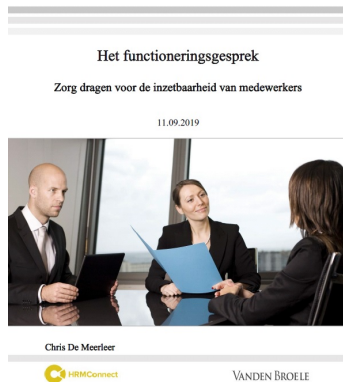 Het functioneringsgesprek
Zorg dragen voor de inzetbaarheid van medewerkers
11.09.2019
Chris De Meerleer
HRMConnect
VANDEN BROELE